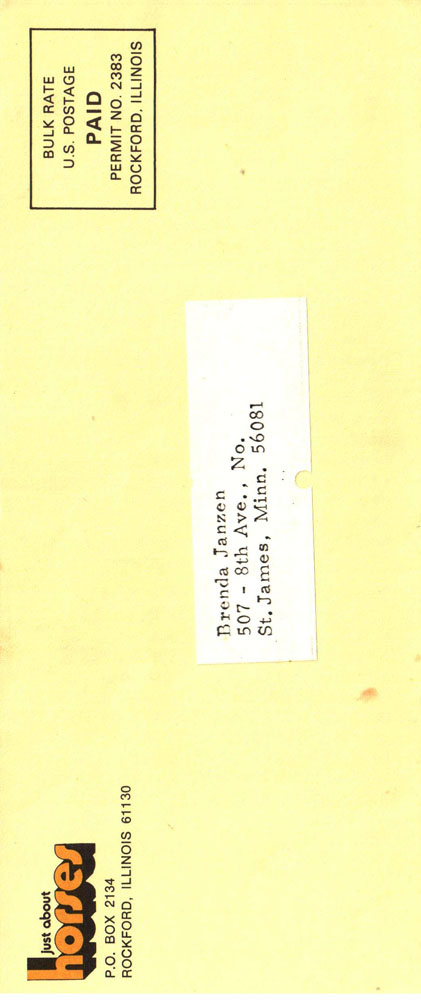 just about
horses
P.O. BOX 2134
ROCKFORD, ILLINOIS 61130
BULK RATE
U.S. POSTAGE
PAID
PERMIT NO. 2383
ROCKFORD, ILLINOIS
Brenda Janzen
507 - 8th Ave., No.
St. James, Minn. 56081